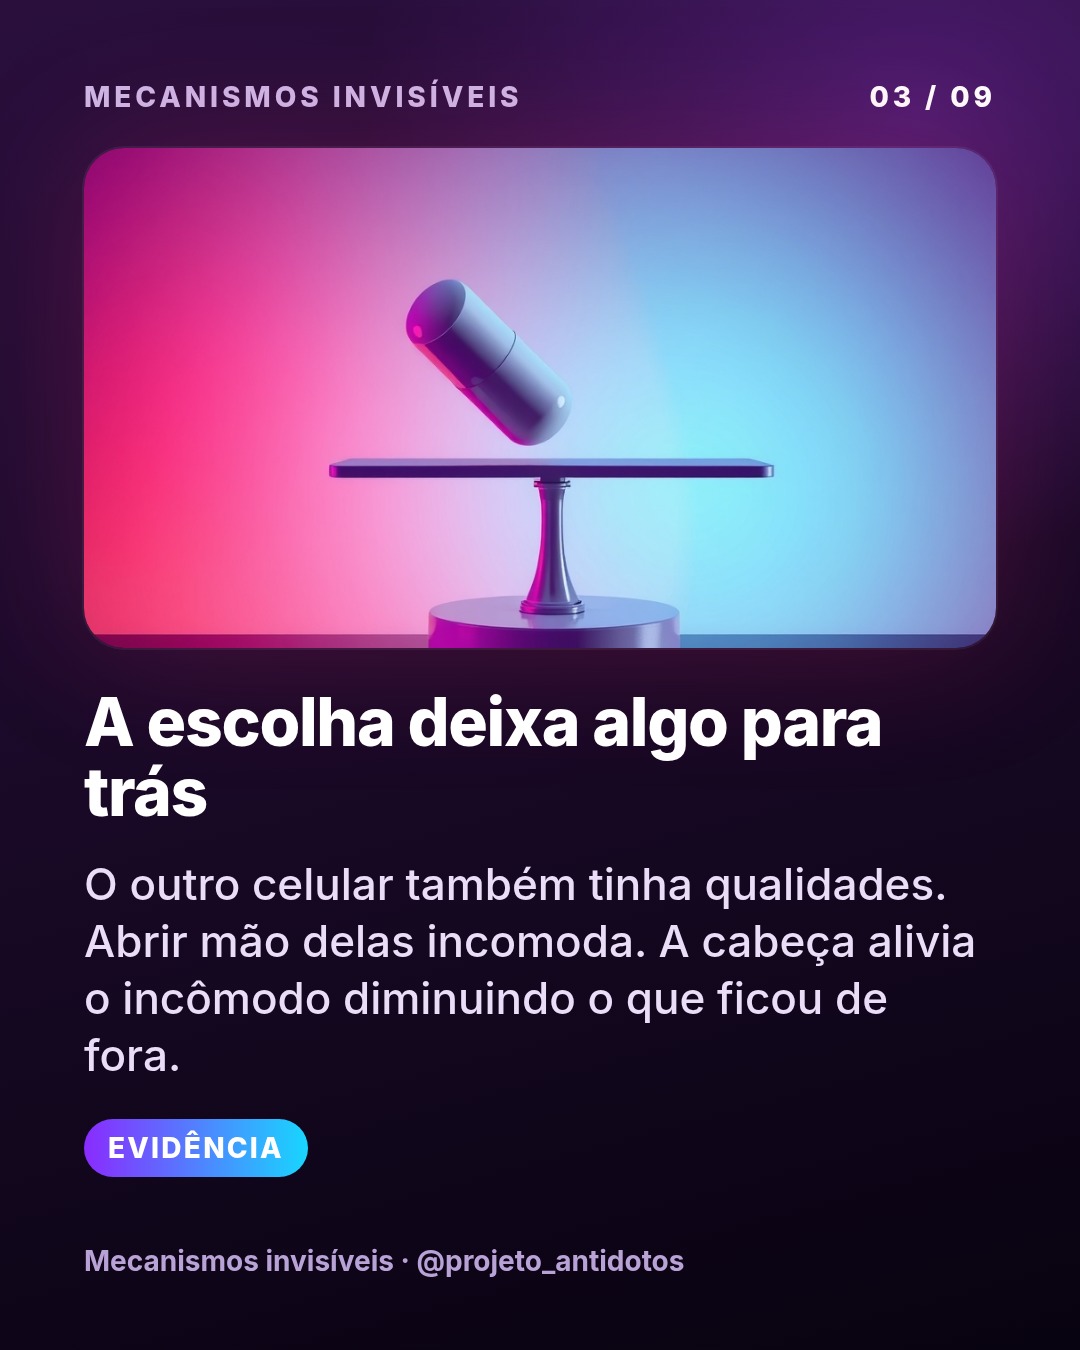 MECANISMOS INVISÍVEIS
03 / 09
A escolha deixa algo para
trás
O outro celular também tinha qualidades.
Abrir mão delas incomoda. A cabeça alivia
o incômodo diminuindo o que ficou de
fora.
EVIDÊNCIA
Mecanismos invisíveis · @projeto_antidotos